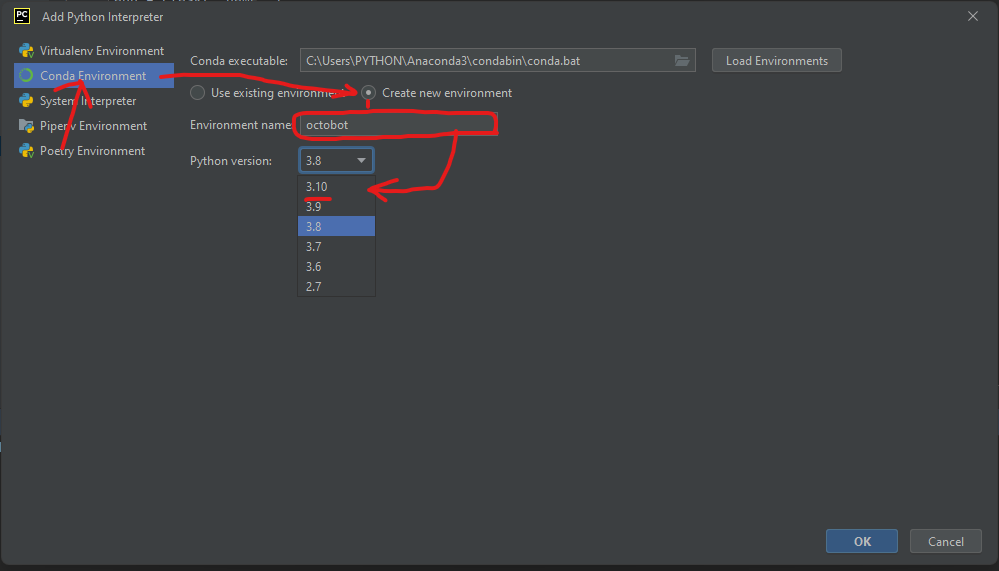 PC Add Python Interpreter
Virtualenv Environment
Conda Environment
System Interpreter
Pipenv Environment
Poetry Environment
Conda executable: C:\Users\PYTHON\Anaconda3\condabin\conda.bat Load Environments
Use existing environment Create new environment
Environment name: octobot
Python version: 3.8
3.10
3.9
3.8
3.7
3.6
2.7
OK Cancel